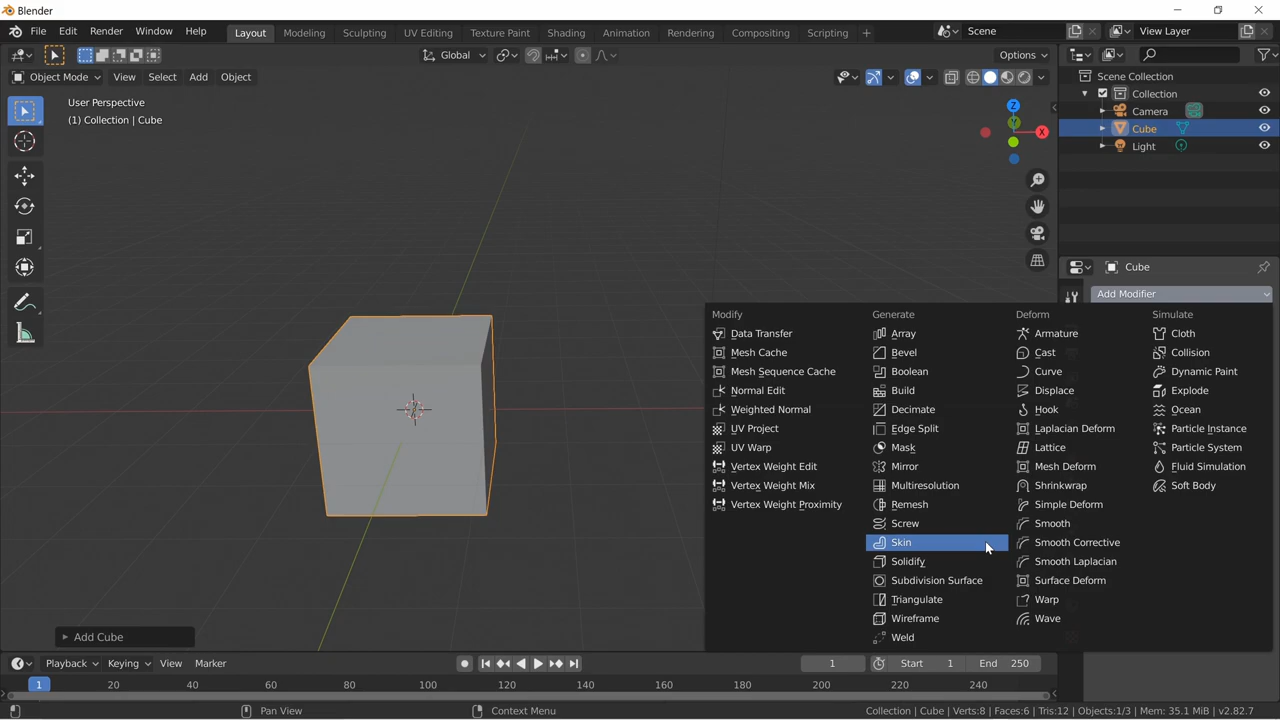 Blender
File Edit Render Window Help
Layout Modeling Sculpting UV Editing Texture Paint Shading Animation Rendering Compositing Scripting +
Scene
View Layer
Global
Options
Object Mode View Select Add Object
User Perspective
(1) Collection | Cube
Z
X
Y
Scene Collection
Collection
Camera
Cube
Light
Cube
Add Modifier
Modify
Data Transfer
Mesh Cache
Mesh Sequence Cache
Normal Edit
Weighted Normal
UV Project
UV Warp
Vertex Weight Edit
Vertex Weight Mix
Vertex Weight Proximity
Generate
Array
Bevel
Boolean
Build
Decimate
Edge Split
Mask
Mirror
Multiresolution
Remesh
Screw
Skin
Solidify
Subdivision Surface
Triangulate
Wireframe
Weld
Deform
Armature
Cast
Curve
Displace
Hook
Laplacian Deform
Lattice
Mesh Deform
Shrinkwrap
Simple Deform
Smooth
Smooth Corrective
Smooth Laplacian
Surface Deform
Warp
Wave
Simulate
Cloth
Collision
Dynamic Paint
Explode
Ocean
Particle Instance
Particle System
Fluid Simulation
Soft Body
Add Cube
Playback Keying View Marker
1
Start 1 End 250
1 20 40 60 80 100 120 140 160 180 200 220 240
Pan View
Context Menu
Collection | Cube | Verts:8 | Faces:6 | Tris:12 | Objects:1/3 | Mem: 35.1 MiB | v2.82.7